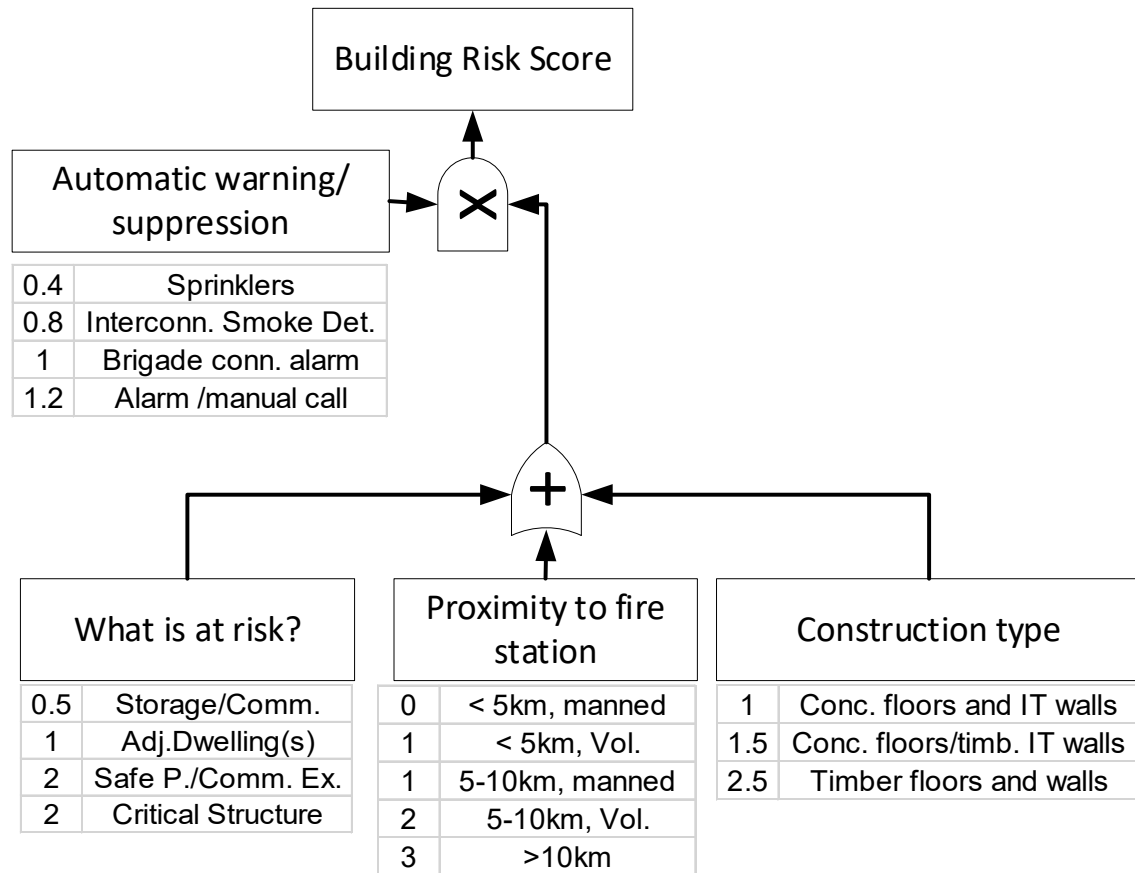 Building Risk Score
Automatic warning/
suppression
×
0.4 Sprinklers
0.8 Interconn. Smoke Det.
1 Brigade conn. alarm
1.2 Alarm /manual call
+
What is at risk?
0.5 Storage/Comm.
1 Adj.Dwelling(s)
2 Safe P./Comm. Ex.
2 Critical Structure
Proximity to fire
station
0 < 5km, manned
1 < 5km, Vol.
1 5-10km, manned
2 5-10km, Vol.
3 >10km
Construction type
1 Conc. floors and IT walls
1.5 Conc. floors/timb. IT walls
2.5 Timber floors and walls